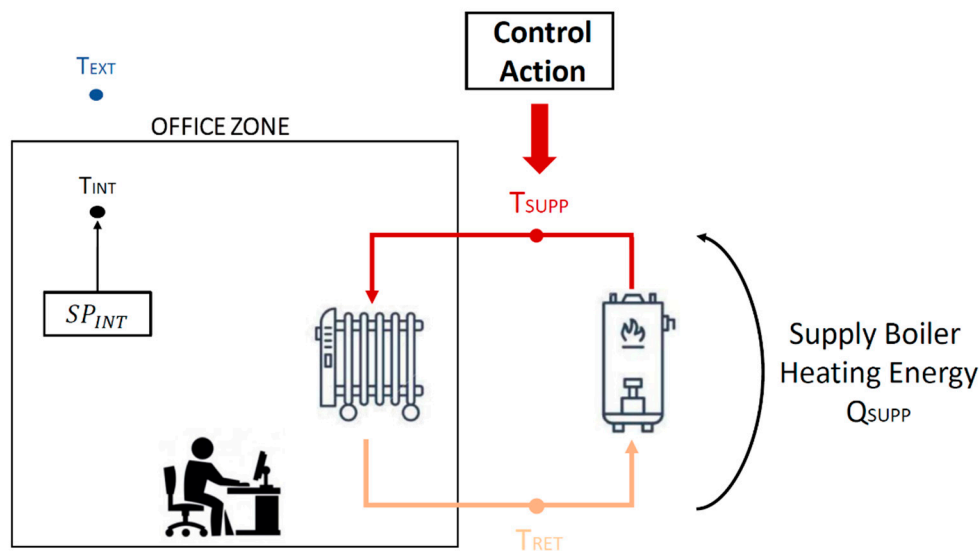 Control
Action
TEXT
OFFICE ZONE
TINT
TSUPP
SPINT
Supply Boiler
Heating Energy
QSUPP
TRET